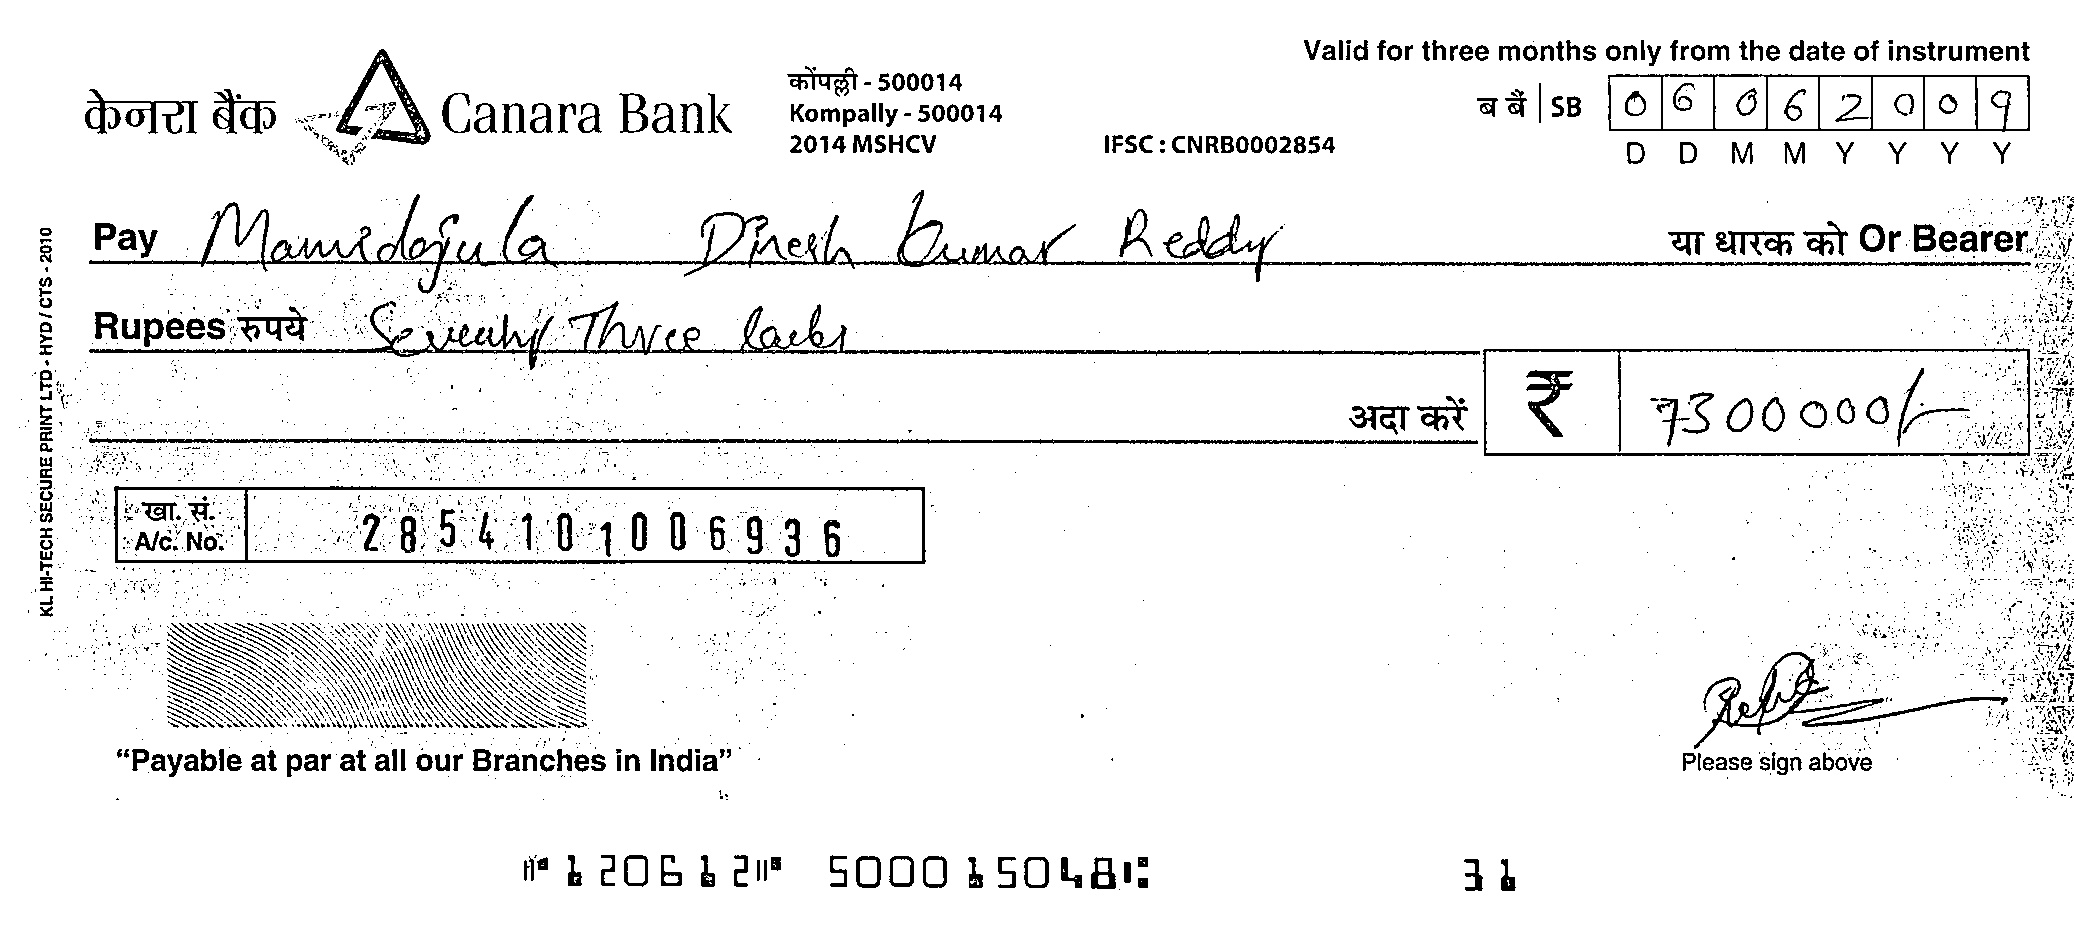 Valid for three months only from the date of instrument
केनरा बैंक Canara Bank
कोंपल्ली - 500014
Kompally - 500014
2014 MSHCV IFSC : CNRB0002854
ब बैं | SB 0 6 0 6 2 0 0 9
D D M M Y Y Y Y
Pay Mamidojula Dinesh Kumar Reddy या धारक को Or Bearer
Rupees रुपये Seventy Three lacks
अदा करें ₹ 7300000/-
खा. सं.
A/c. No. 2854101006936
KL HI-TECH SECURE PRINT LTD - HYD / CTS - 2010
"Payable at par at all our Branches in India"
Please sign above
⑈120612⑈ 500015048⑆ 31